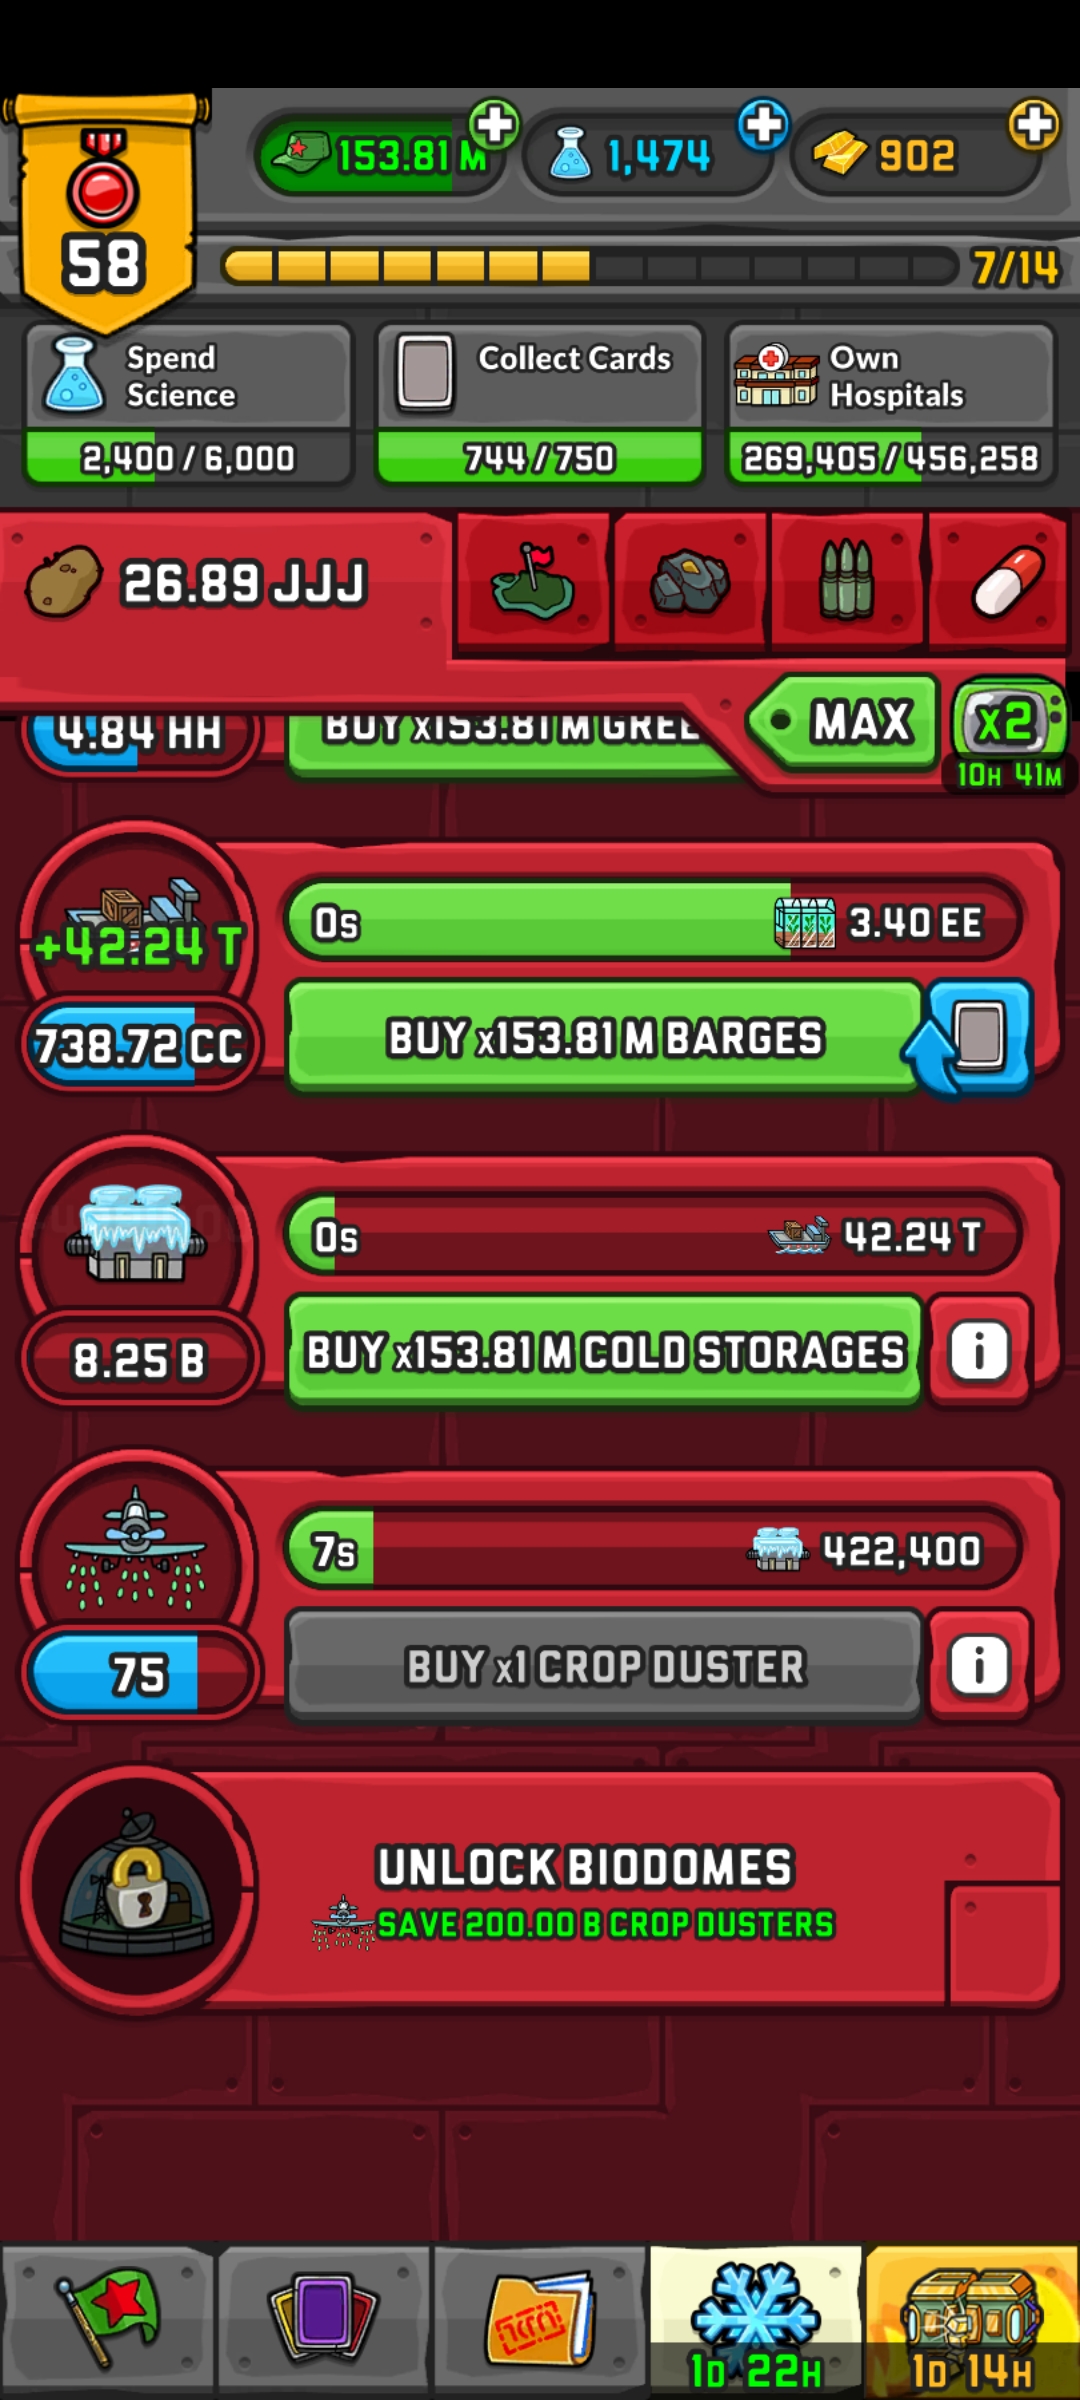 58
153.81 M
1,474
902
7/14
Spend
Science
2,400 / 6,000
Collect Cards
744 / 750
Own
Hospitals
269,405 / 456,258
26.89 JJJ
MAX
x2
10H 41M
4.84 HH
BUY x153.81 M GREE
+42.24 T
0s
3.40 EE
738.72 CC
BUY x153.81 M BARGES
0s
42.24 T
8.25 B
BUY x153.81 M COLD STORAGES
i
7s
422,400
75
BUY x1 CROP DUSTER
i
UNLOCK BIODOMES
SAVE 200.00 B CROP DUSTERS
1D 22H
1D 14H